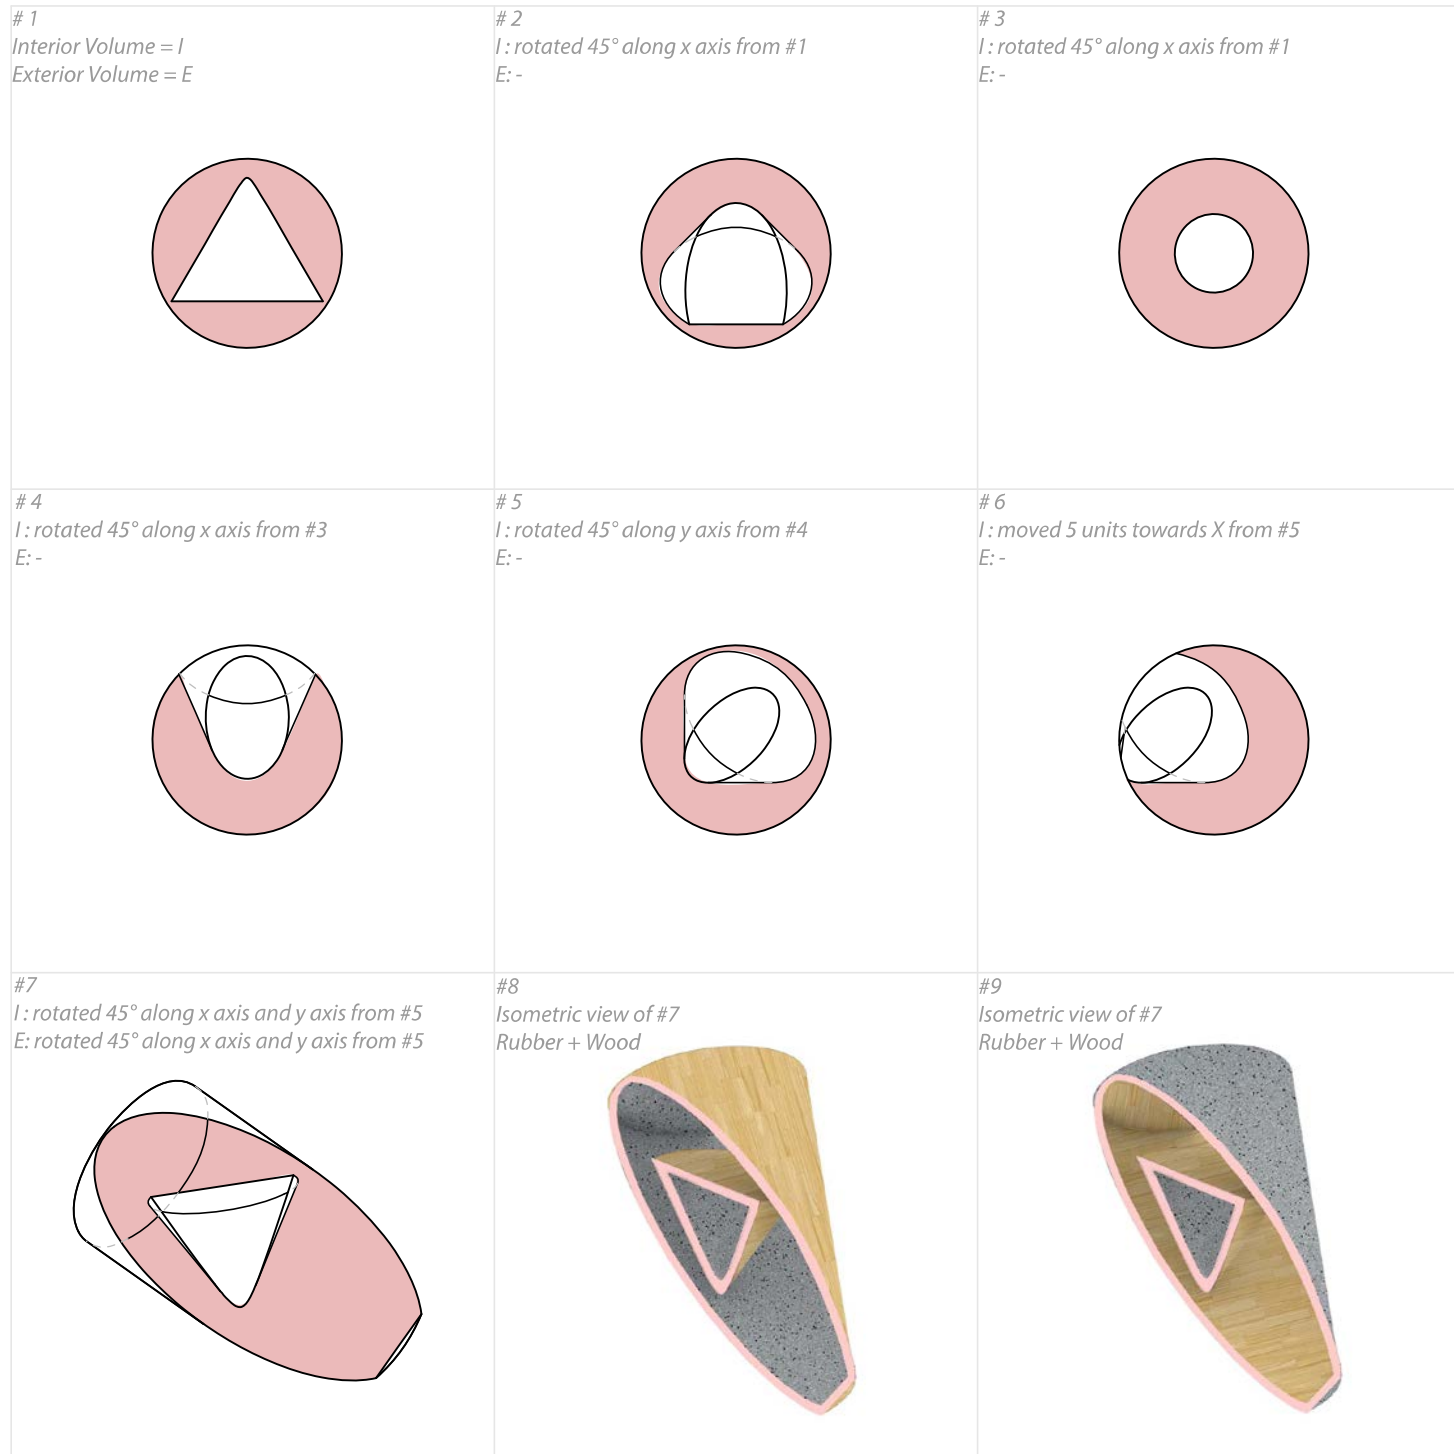 # 1
Interior Volume = I
Exterior Volume = E
# 2
I : rotated 45° along x axis from #1
E: -
# 3
I : rotated 45° along x axis from #1
E: -
# 4
I : rotated 45° along x axis from #3
E: -
# 5
I : rotated 45° along y axis from #4
E: -
# 6
I : moved 5 units towards X from #5
E: -
#7
I : rotated 45° along x axis and y axis from #5
E: rotated 45° along x axis and y axis from #5
#8
Isometric view of #7
Rubber + Wood
#9
Isometric view of #7
Rubber + Wood